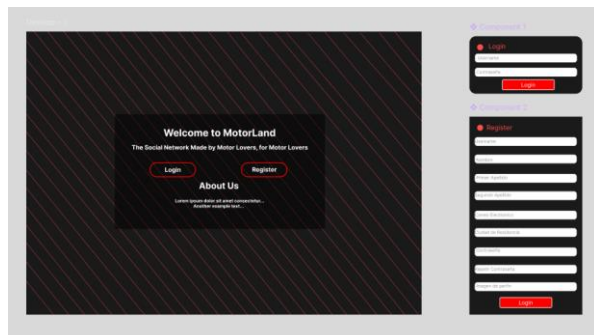 Welcome to MotorLand
The Social Network Made by Motor Lovers, for Motor Lovers
Login
Register
About Us
Lorem ipsum dolor sit amet consectetur...
Another example text...
Component 1
Login
Username
Contraseña
Login
Component 2
Register
Username
Nombre
Primer Apellido
Segundo Apellido
Correo Electrónico
Ciudad de Residencia
Contraseña
Repetir Contraseña
Imagen de perfil
Login